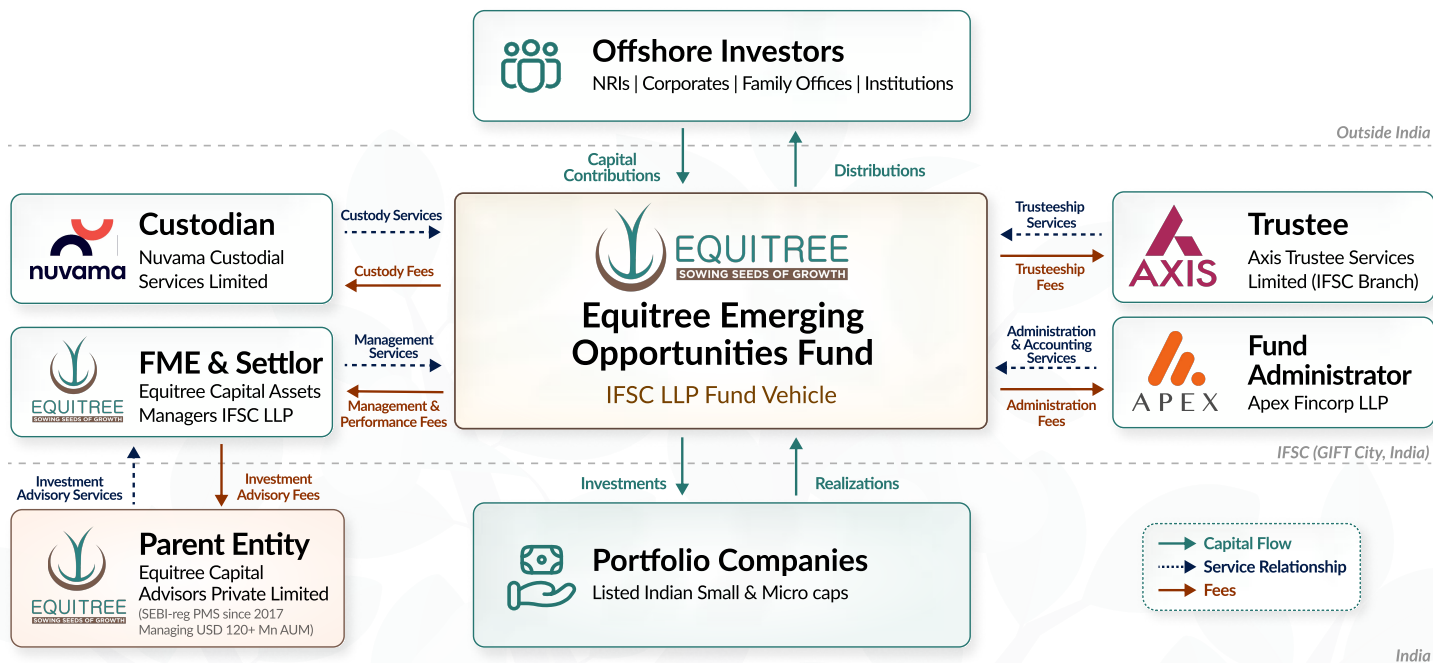 Offshore Investors
NRIs | Corporates | Family Offices | Institutions
Outside India
Capital
Contributions
Distributions
nuvama
Custodian
Nuvama Custodial
Services Limited
Custody Services
Custody Fees
EQUITREE
SOWING SEEDS OF GROWTH
Equitree Emerging
Opportunities Fund
IFSC LLP Fund Vehicle
Trusteeship
Services
Trusteeship
Fees
AXIS
Trustee
Axis Trustee Services
Limited (IFSC Branch)
EQUITREE
SOWING SEEDS OF GROWTH
FME & Settlor
Equitree Capital Assets
Managers IFSC LLP
Management
Services
Management &
Performance Fees
Administration
& Accounting
Services
Administration
Fees
APEX
Fund
Administrator
Apex Fincorp LLP
IFSC (GIFT City, India)
Investment
Advisory Services
Investment
Advisory Fees
Investments
Realizations
EQUITREE
SOWING SEEDS OF GROWTH
Parent Entity
Equitree Capital
Advisors Private Limited
(SEBI-reg PMS since 2017
Managing USD 120+ Mn AUM)
Portfolio Companies
Listed Indian Small & Micro caps
Capital Flow
Service Relationship
Fees
India